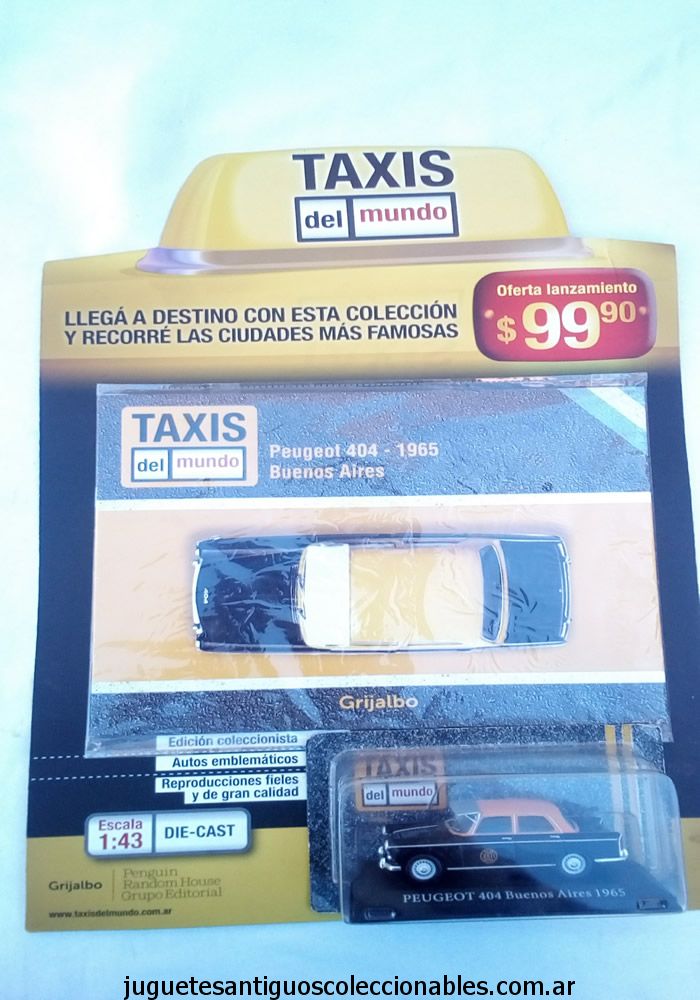 TAXIS
del mundo
LLEGÁ A DESTINO CON ESTA COLECCIÓN
Y RECORRÉ LAS CIUDADES MÁS FAMOSAS
Oferta lanzamiento
$ 99 90
TAXIS
del mundo
Peugeot 404 - 1965
Buenos Aires
404
Grijalbo
Edición coleccionista
Autos emblemáticos
Reproducciones fieles
y de gran calidad
Escala
1:43
DIE-CAST
TAXIS
del mundo
PEUGEOT 404 Buenos Aires 1965
Grijalbo
Penguin
Random House
Grupo Editorial
www.taxisdelmundo.com.ar
juguetesantiguoscoleccionables.com.ar